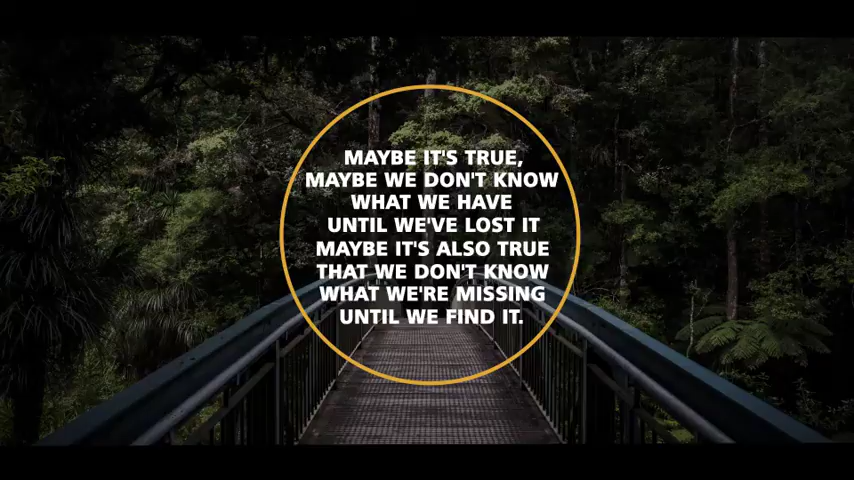 MAYBE IT'S TRUE,
MAYBE WE DON'T KNOW
WHAT WE HAVE
UNTIL WE'VE LOST IT
MAYBE IT'S ALSO TRUE
THAT WE DON'T KNOW
WHAT WE'RE MISSING
UNTIL WE FIND IT.